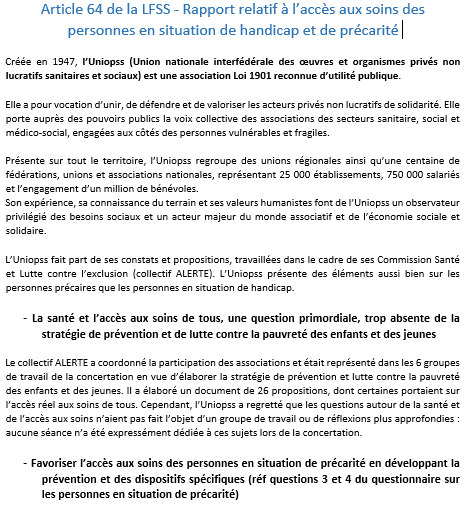 Article 64 de la LFSS - Rapport relatif à l’accès aux soins des
personnes en situation de handicap et de précarité
Créée en 1947, l’Uniopss (Union nationale interfédérale des œuvres et organismes privés non
lucratifs sanitaires et sociaux) est une association Loi 1901 reconnue d’utilité publique.
Elle a pour vocation d’unir, de défendre et de valoriser les acteurs privés non lucratifs de solidarité. Elle
porte auprès des pouvoirs publics la voix collective des associations des secteurs sanitaire, social et
médico-social, engagées aux côtés des personnes vulnérables et fragiles.
Présente sur tout le territoire, l’Uniopss regroupe des unions régionales ainsi qu’une centaine de
fédérations, unions et associations nationales, représentant 25 000 établissements, 750 000 salariés
et l’engagement d’un million de bénévoles.
Son expérience, sa connaissance du terrain et ses valeurs humanistes font de l’Uniopss un observateur
privilégié des besoins sociaux et un acteur majeur du monde associatif et de l’économie sociale et
solidaire.
L’Uniopss fait part de ses constats et propositions, travaillées dans le cadre de ses Commission Santé
et Lutte contre l’exclusion (collectif ALERTE). L’Uniopss présente des éléments aussi bien sur les
personnes précaires que les personnes en situation de handicap.
- La santé et l’accès aux soins de tous, une question primordiale, trop absente de la
stratégie de prévention et de lutte contre la pauvreté des enfants et des jeunes
Le collectif ALERTE a coordonné la participation des associations et était représenté dans les 6 groupes
de travail de la concertation en vue d’élaborer la stratégie de prévention et lutte contre la pauvreté
des enfants et des jeunes. Il a élaboré un document de 26 propositions, dont certaines portaient sur
l’accès réel aux soins de tous. Cependant, l’Uniopss a regretté que les questions autour de la santé et
de l’accès aux soins n’aient pas fait l’objet d’un groupe de travail ou de réflexions plus approfondies :
aucune séance n’a été expressément dédiée à ces sujets lors de la concertation.
- Favoriser l’accès aux soins des personnes en situation de précarité en développant la
prévention et des dispositifs spécifiques (réf questions 3 et 4 du questionnaire sur
les personnes en situation de précarité)